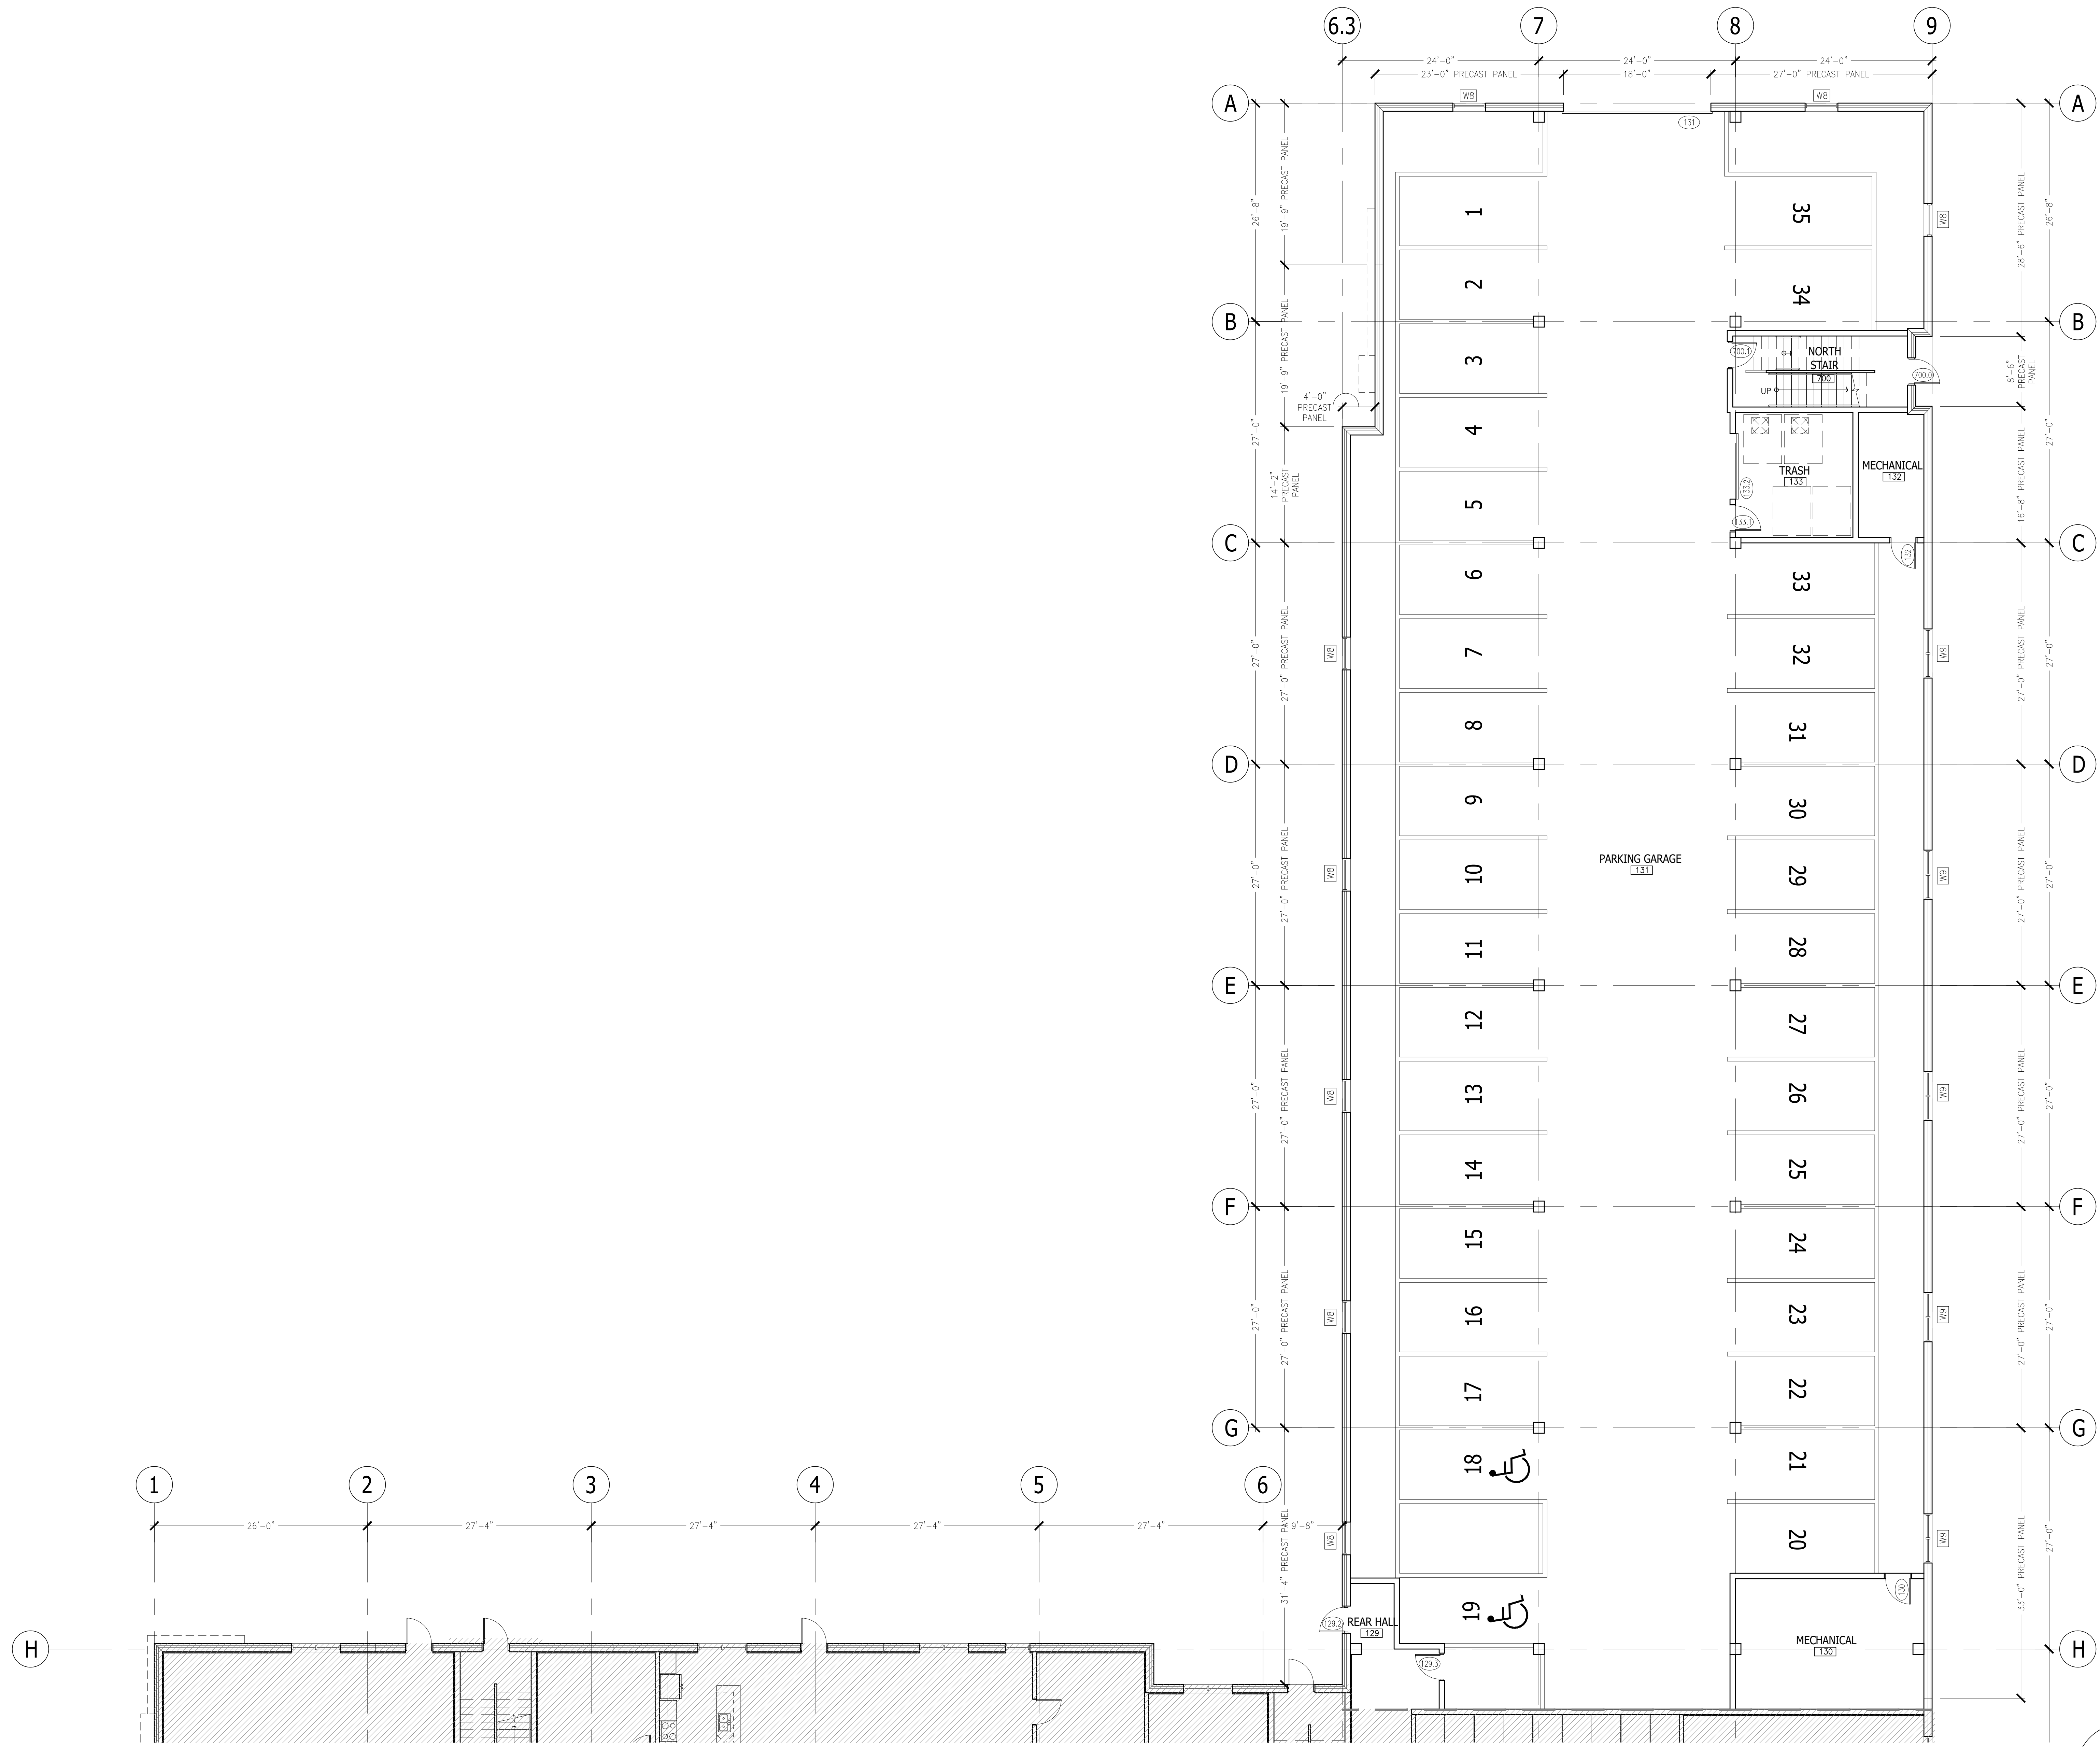 6.3 7 8 9
24'-0" 24'-0" 24'-0"
23'-0" PRECAST PANEL 18'-0" 27'-0" PRECAST PANEL
W8 W8
A A
131
19'-9" PRECAST PANEL
26'-8"
28'-6" PRECAST PANEL
26'-8"
1 35
W8
2 34
B B
19'-9" PRECAST PANEL
3
700.1
NORTH
STAIR
700
UP
700.0
8'-6"
PRECAST
PANEL
4'-0"
PRECAST
PANEL
4
27'-0"
27'-0"
14'-2"
PRECAST
PANEL
TRASH
133
133.2
133.1
MECHANICAL
132
16'-8" PRECAST PANEL
5
C C
132
6 33
27'-0"
27'-0" PRECAST PANEL
27'-0" PRECAST PANEL
27'-0"
W8 7 32 W9
8 31
D D
9 30
27'-0"
27'-0" PRECAST PANEL
PARKING GARAGE
131
27'-0" PRECAST PANEL
27'-0"
W8 10 29 W9
11 28
E E
12 27
27'-0"
27'-0" PRECAST PANEL
27'-0" PRECAST PANEL
27'-0"
W8 13 26 W9
14 25
F F
15 24
27'-0"
27'-0" PRECAST PANEL
27'-0" PRECAST PANEL
27'-0"
W8 16 23 W9
17 22
G G
18 21
1 2 3 4 5 6
26'-0" 27'-4" 27'-4" 27'-4" 27'-4" 9'-8"
W8 20 W9
31'-4" PRECAST PANEL
33'-0" PRECAST PANEL
27'-0"
130
19
129.2
REAR HALL
129
129.3
MECHANICAL
130
H H